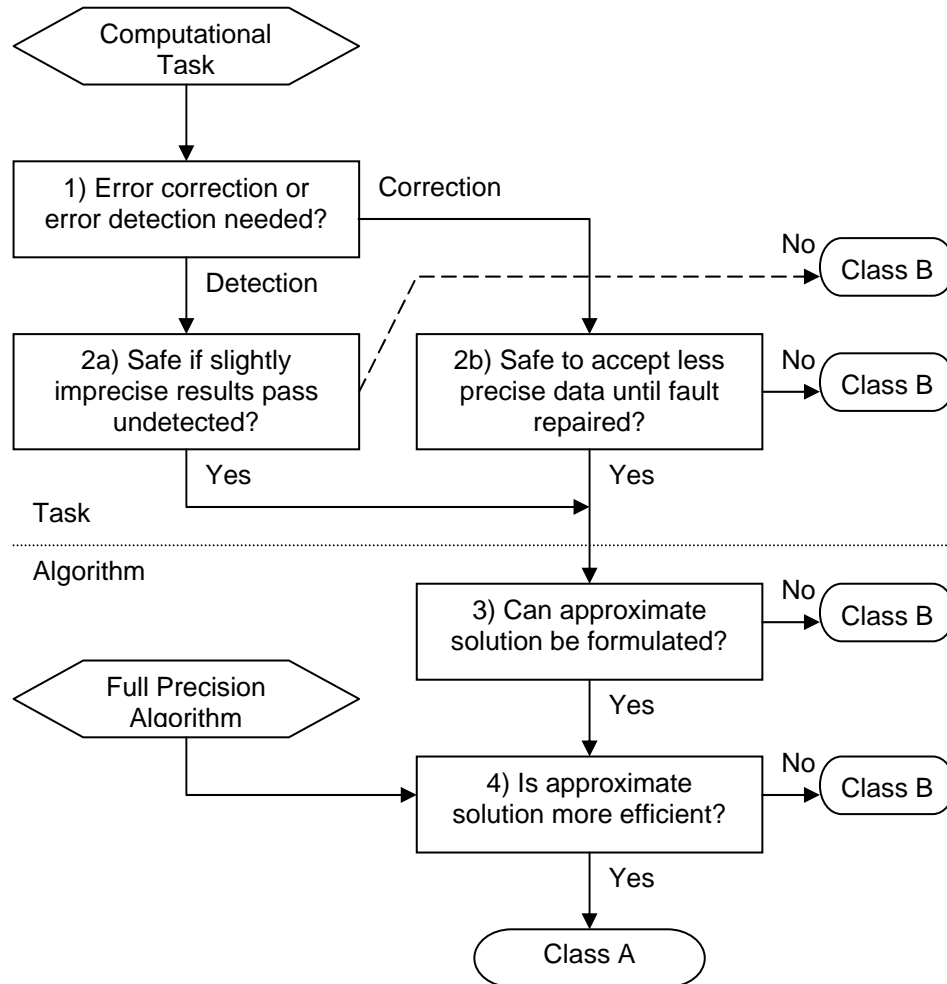 Computational
Task
1) Error correction or
error detection needed?
Correction
Detection
No
Class B
2a) Safe if slightly
imprecise results pass
undetected?
2b) Safe to accept less
precise data until fault
repaired?
No
Class B
Yes
Yes
Task
Algorithm
3) Can approximate
solution be formulated?
No
Class B
Full Precision
Algorithm
Yes
4) Is approximate
solution more efficient?
No
Class B
Yes
Class A